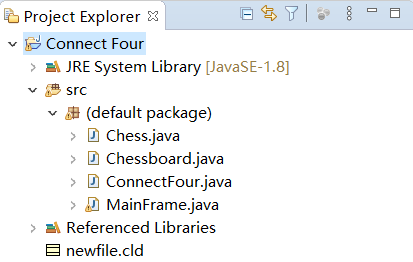 Project Explorer
Connect Four
JRE System Library [JavaSE-1.8]
src
(default package)
Chess.java
Chessboard.java
ConnectFour.java
MainFrame.java
Referenced Libraries
newfile.cld